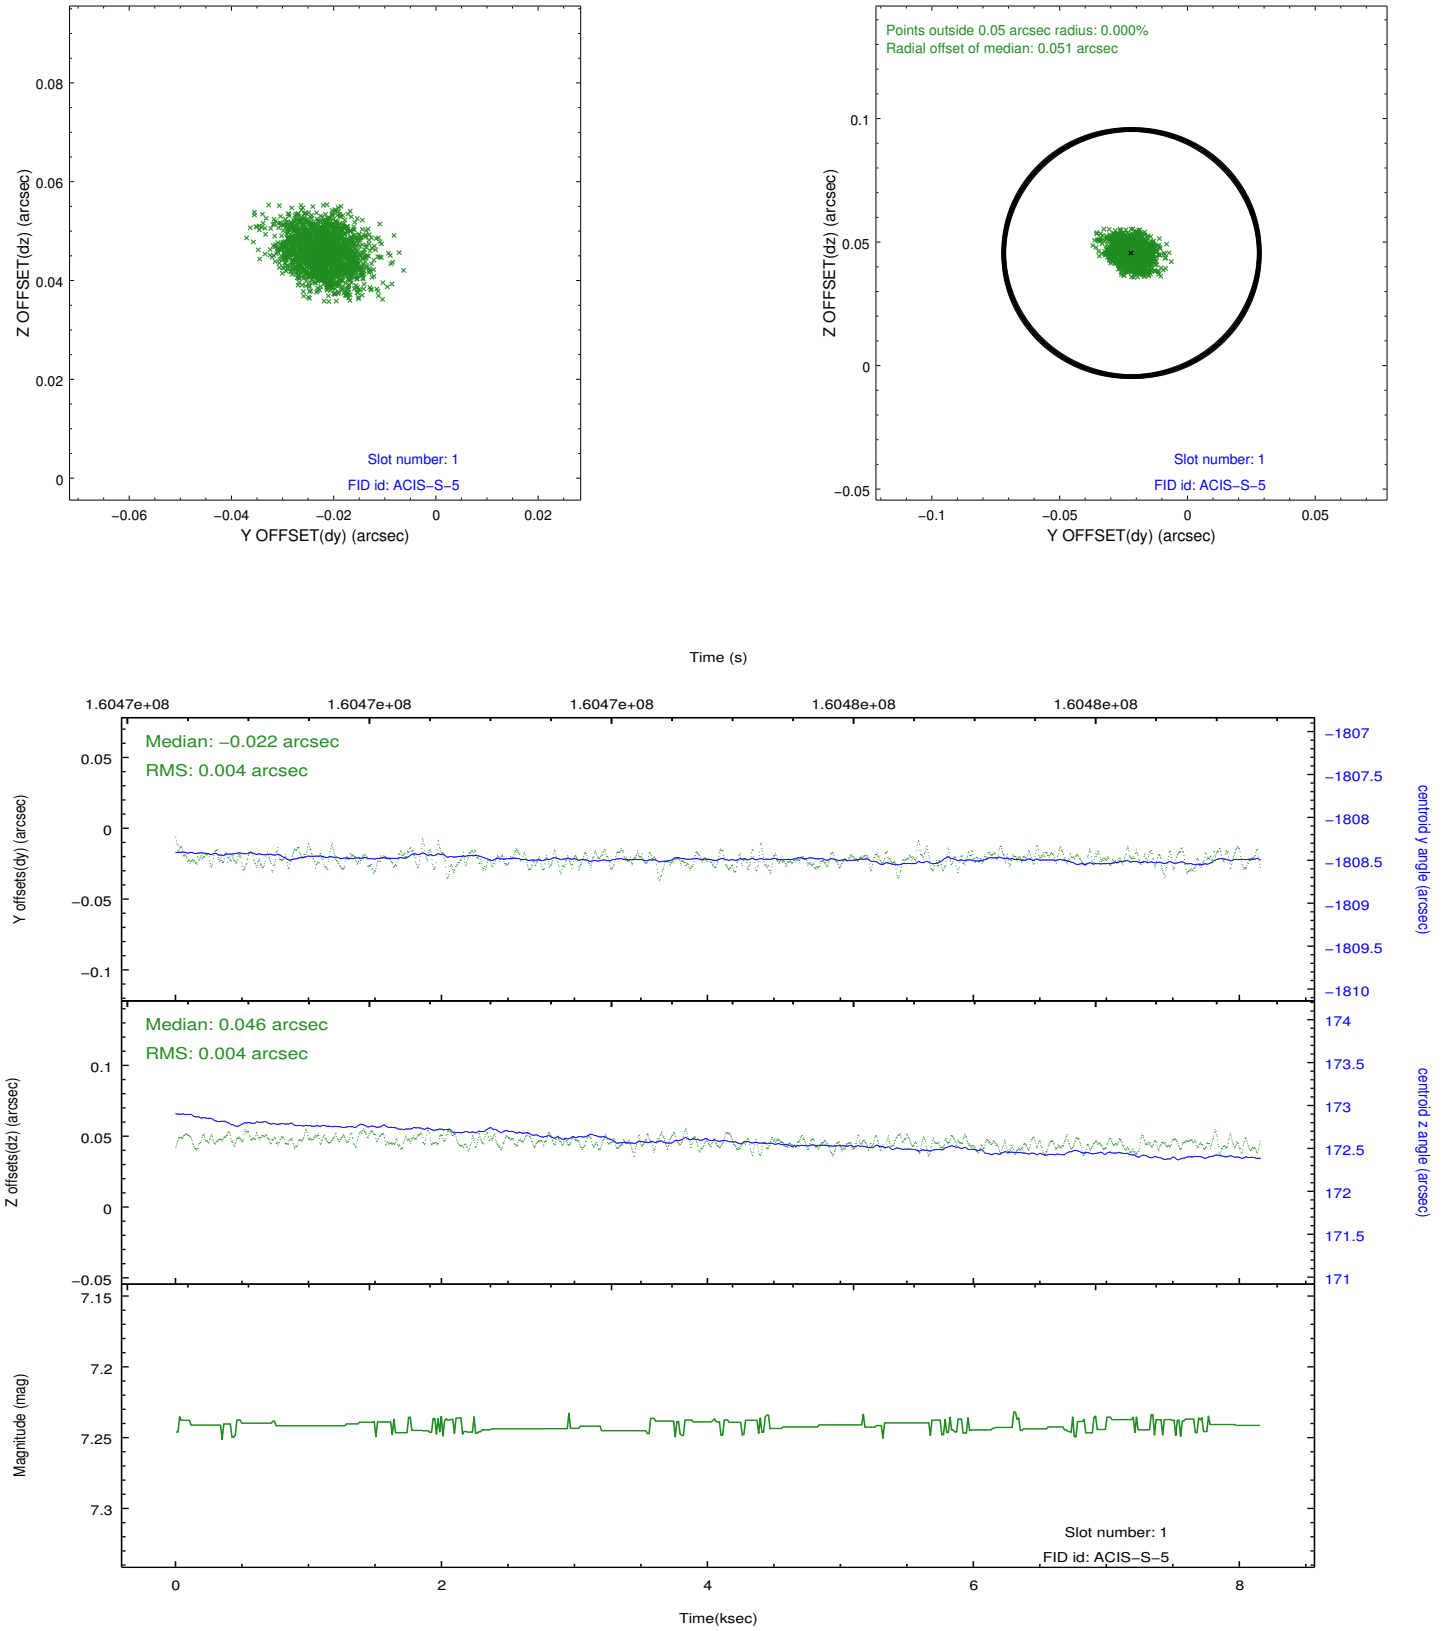 0.08
0.06
0.04
0.02
0
Z OFFSET(dz) (arcsec)
Slot number: 1
FID id: ACIS−S−5
−0.06 −0.04 −0.02 0 0.02
Y OFFSET(dy) (arcsec)
Points outside 0.05 arcsec radius: 0.000%
Radial offset of median: 0.051 arcsec
0.1
0.05
0
−0.05
Z OFFSET(dz) (arcsec)
Slot number: 1
FID id: ACIS−S−5
−0.1 −0.05 0 0.05
Y OFFSET(dy) (arcsec)
Time (s)
1.6047e+08 1.6047e+08 1.6047e+08 1.6048e+08 1.6048e+08
Median: −0.022 arcsec
RMS: 0.004 arcsec
0.05
0
−0.05
−0.1
Y offsets(dy) (arcsec)
−1807
−1807.5
−1808
−1808.5
−1809
−1809.5
−1810
centroid y angle (arcsec)
Median: 0.046 arcsec
RMS: 0.004 arcsec
0.1
0.05
0
−0.05
Z offsets(dz) (arcsec)
174
173.5
173
172.5
172
171.5
171
centroid z angle (arcsec)
7.15
7.2
7.25
7.3
Magnitude (mag)
Slot number: 1
FID id: ACIS−S−5
0 2 4 6 8
Time(ksec)